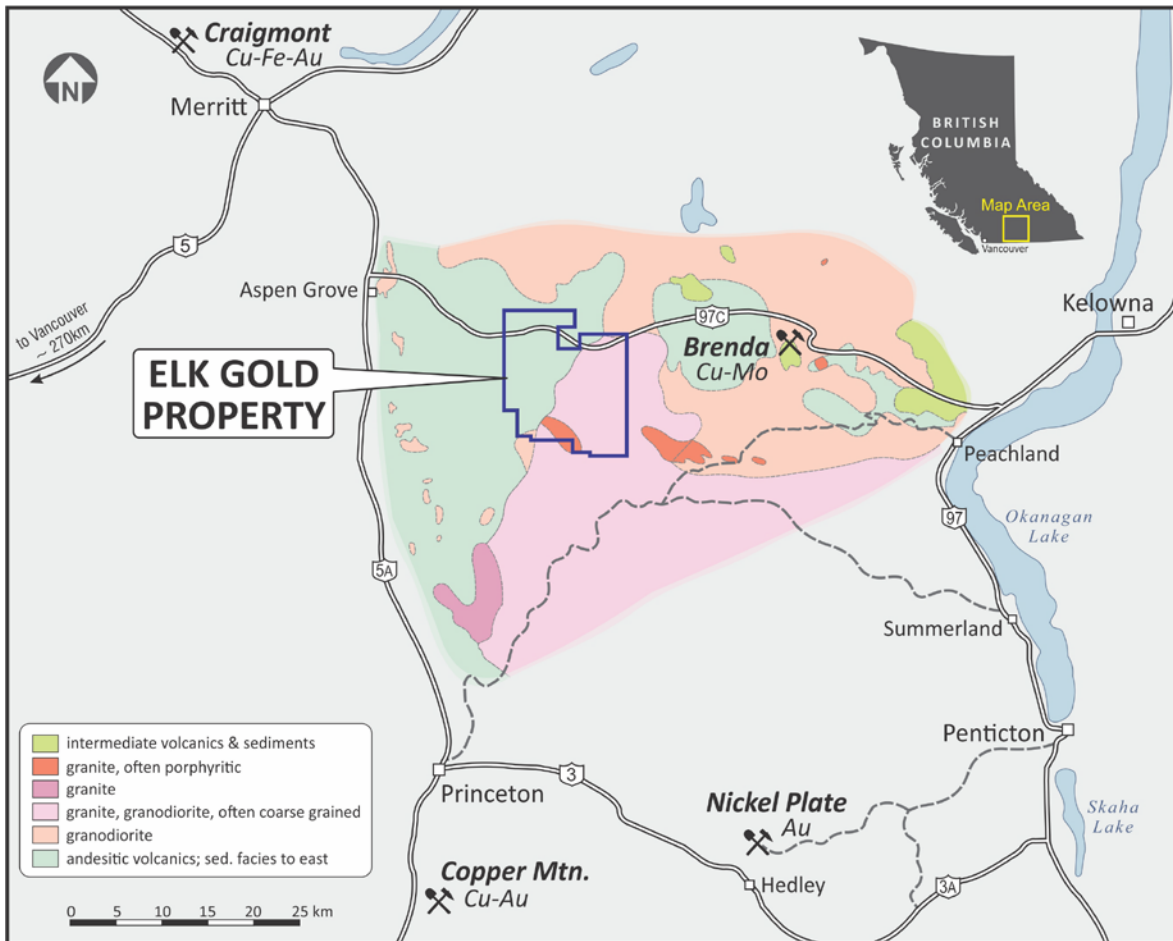 Craigmont
Cu-Fe-Au
N
Merritt
BRITISH
COLUMBIA
Map Area
Vancouver
5
Aspen Grove
to Vancouver
~ 270km
97C
Kelowna
Brenda
Cu-Mo
ELK GOLD
PROPERTY
Peachland
97
Okanagan
Lake
5A
Summerland
intermediate volcanics & sediments
granite, often porphyritic
granite
granite, granodiorite, often coarse grained
granodiorite
andesitic volcanics; sed. facies to east
Penticton
Princeton
3
Nickel Plate
Au
Skaha
Lake
Copper Mtn.
Cu-Au
Hedley
3A
0 5 10 15 20 25 km